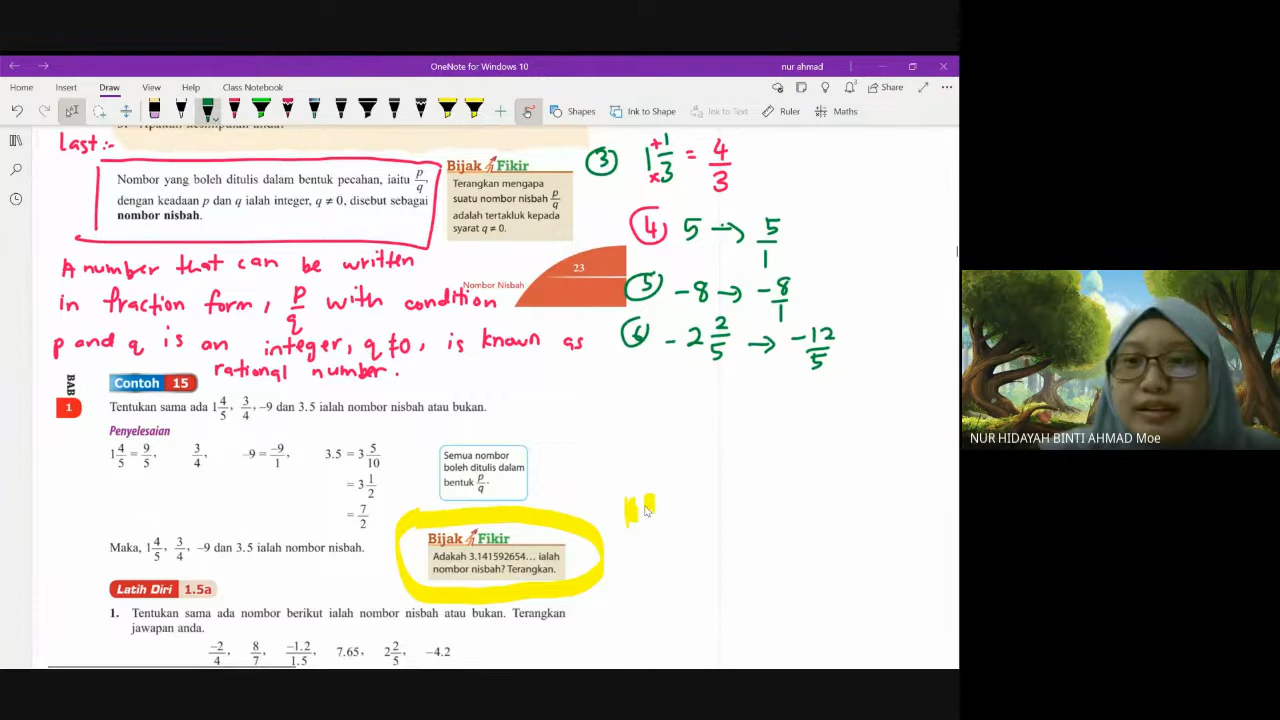 OneNote for Windows 10
nur ahmad
Home Insert Draw View Help Class Notebook
Share
Shapes Ink to Shape Ink to Text Ruler Maths
Last :-
Nombor yang boleh ditulis dalam bentuk pecahan, iaitu p/q,
dengan keadaan p dan q ialah integer, q ≠ 0, disebut sebagai
nombor nisbah.
Bijak Fikir
Terangkan mengapa
suatu nombor nisbah p/q
adalah tertakluk kepada
syarat q ≠ 0.
23
Nombor Nisbah
A number that can be written
in fraction form, p/q with condition
p and q is an integer, q ≠ 0, is known as
rational number.
③ 1 1/3 = 4/3
+
×
④ 5 → 5/1
⑤ -8 → -8/1
⑥ -2 2/5 → -12/5
BAB
1
Contoh 15
Tentukan sama ada 1 4/5, 3/4, –9 dan 3.5 ialah nombor nisbah atau bukan.
Penyelesaian
1 4/5 = 9/5, 3/4, –9 = –9/1, 3.5 = 3 5/10
= 3 1/2
= 7/2
Semua nombor
boleh ditulis dalam
bentuk p/q.
Maka, 1 4/5, 3/4, –9 dan 3.5 ialah nombor nisbah.
Bijak Fikir
Adakah 3.141592654... ialah
nombor nisbah? Terangkan.
Latih Diri 1.5a
1. Tentukan sama ada nombor berikut ialah nombor nisbah atau bukan. Terangkan
jawapan anda.
–2/4, 8/7, –1.2/1.5, 7.65, 2 2/5, –4.2
NUR HIDAYAH BINTI AHMAD Moe